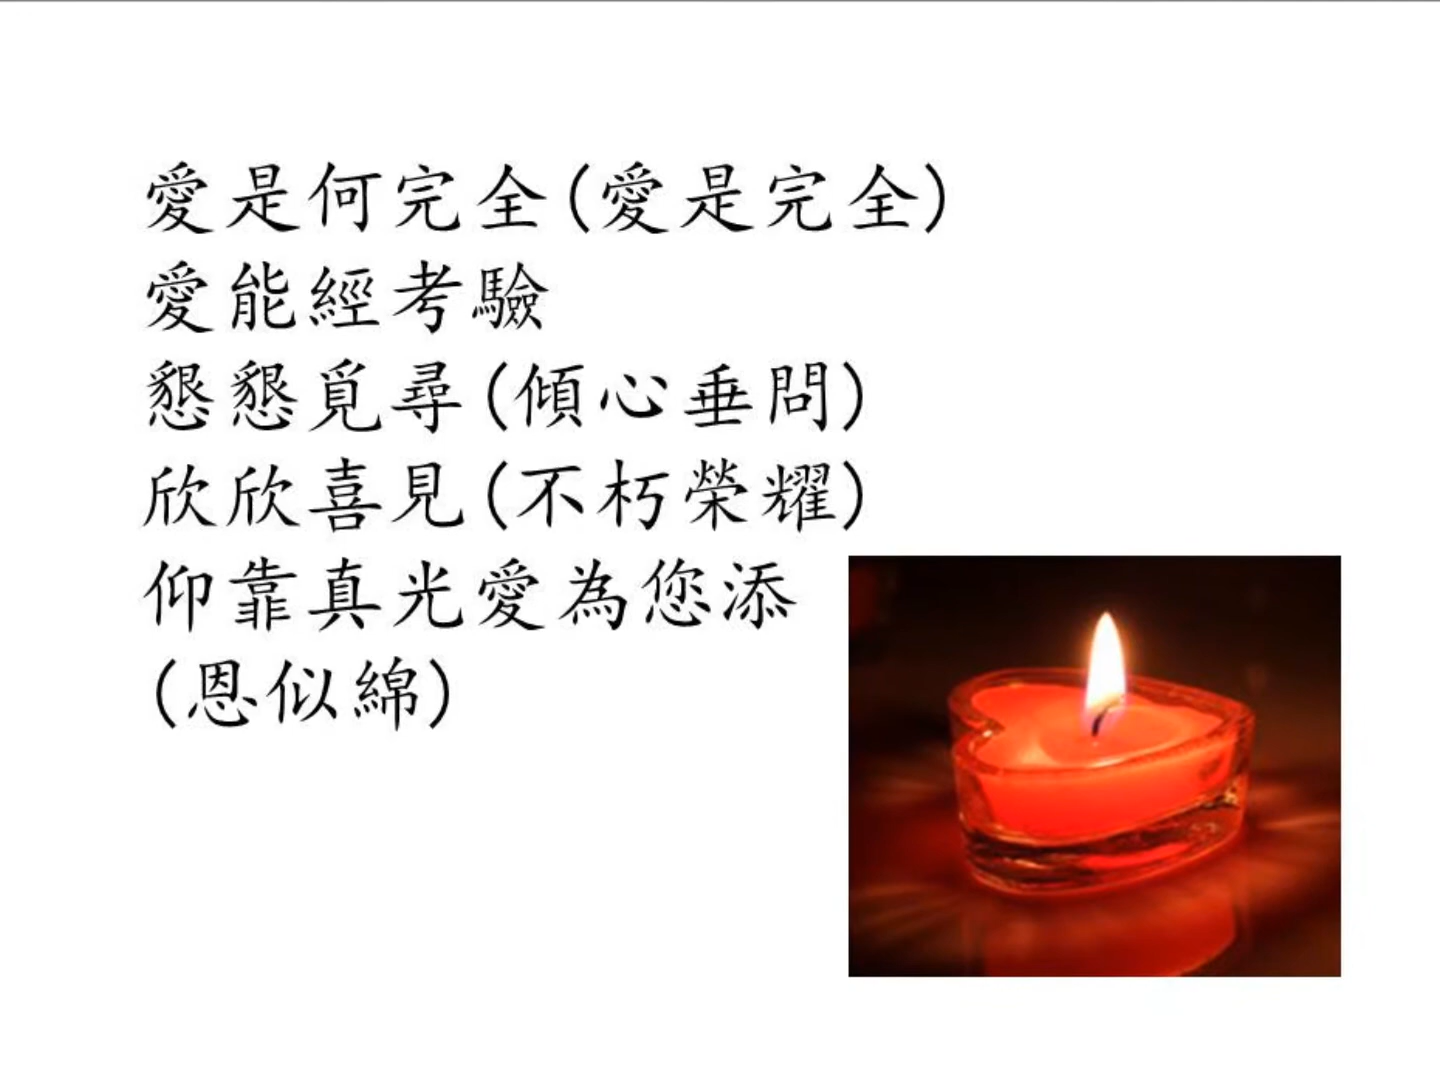 愛是何完全(愛是完全)
愛能經考驗
懇懇覓尋(傾心垂問)
欣欣喜見(不朽榮耀)
仰靠真光愛為您添
(恩似綿)